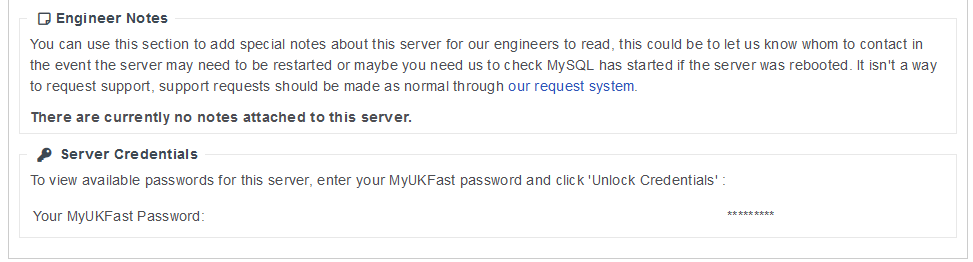 Engineer Notes
You can use this section to add special notes about this server for our engineers to read, this could be to let us know whom to contact in
the event the server may need to be restarted or maybe you need us to check MySQL has started if the server was rebooted. It isn't a way
to request support, support requests should be made as normal through our request system.
There are currently no notes attached to this server.
Server Credentials
To view available passwords for this server, enter your MyUKFast password and click 'Unlock Credentials' :
Your MyUKFast Password: *********